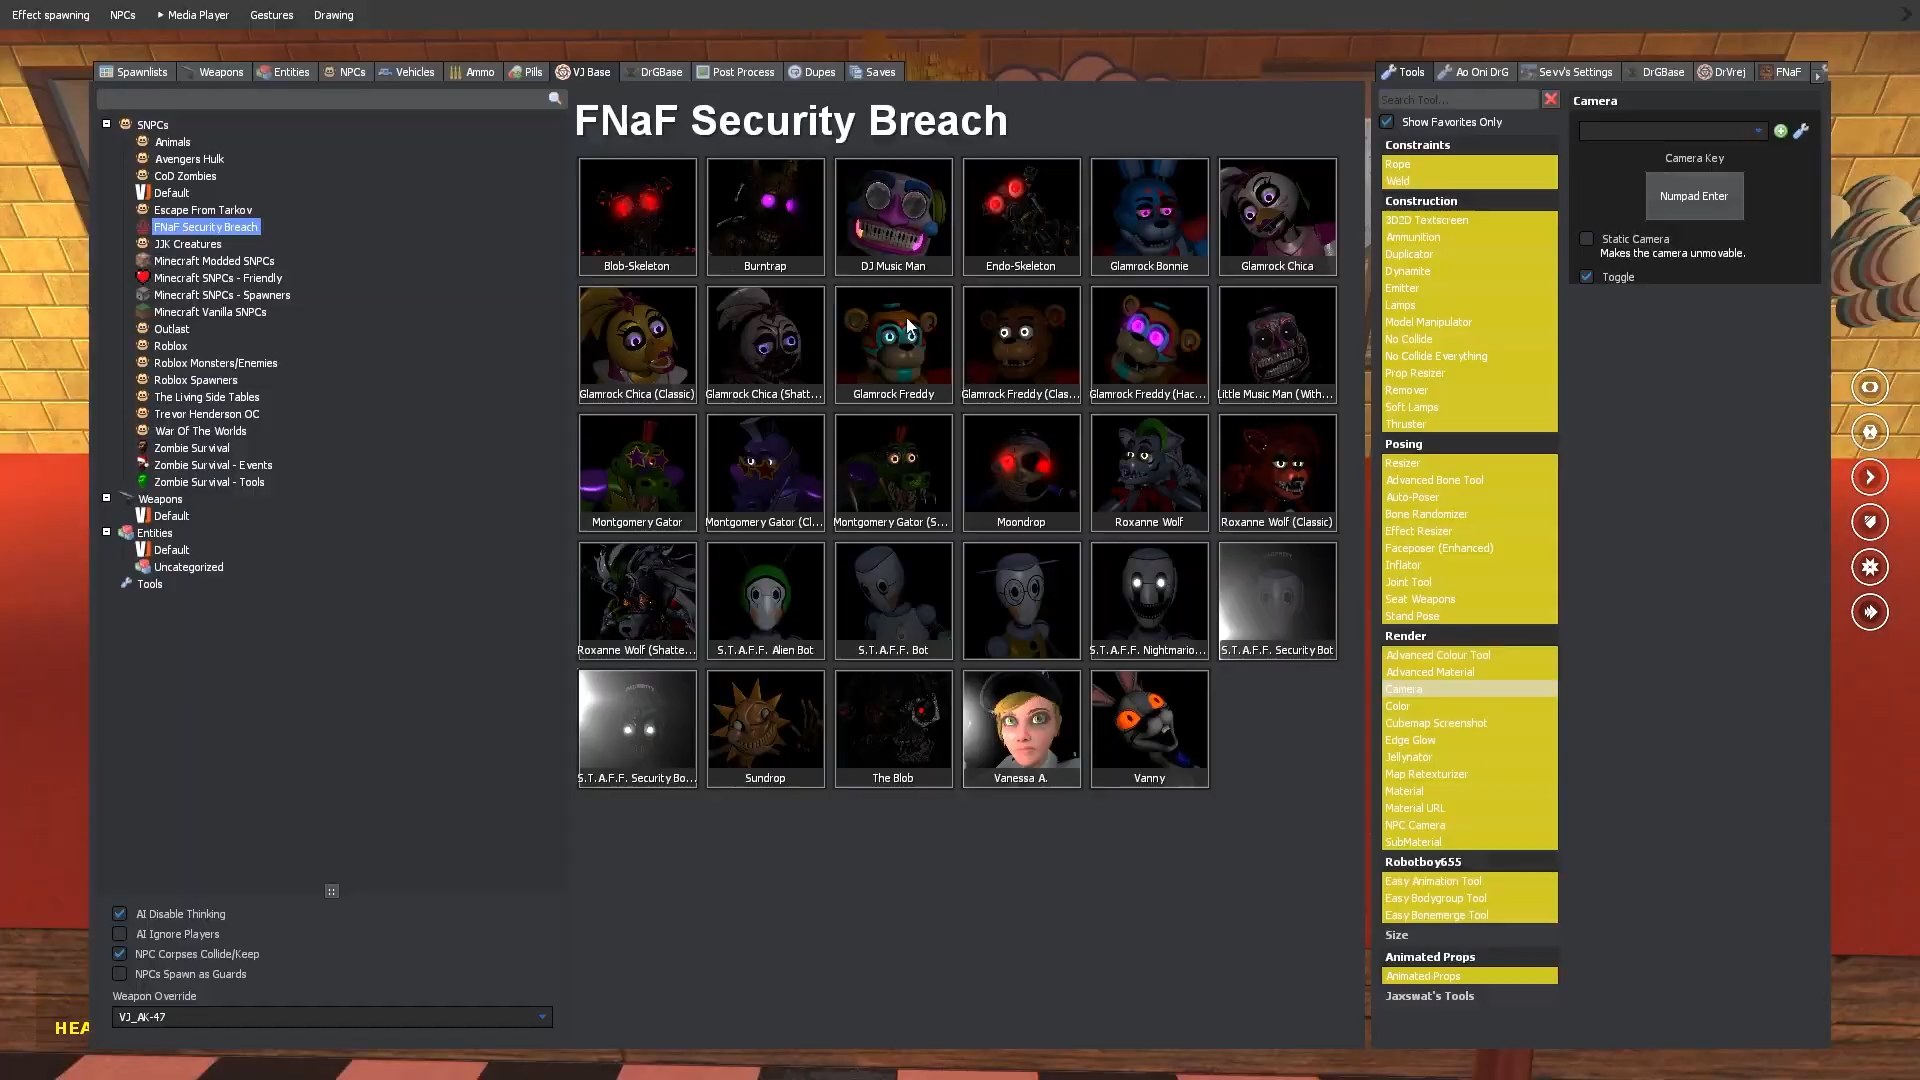 Effect spawning NPCs Media Player Gestures Drawing
Spawnlists Weapons Entities NPCs Vehicles Ammo Pills VJ Base DrGBase Post Process Dupes Saves
Tools Ao Oni DrG Sevv's Settings DrGBase DrVrej FNaF
SNPCs
Animals
Avengers Hulk
CoD Zombies
Default
Escape From Tarkov
FNaF Security Breach
JJK Creatures
Minecraft Modded SNPCs
Minecraft SNPCs - Friendly
Minecraft SNPCs - Spawners
Minecraft Vanilla SNPCs
Outlast
Roblox
Roblox Monsters/Enemies
Roblox Spawners
The Living Side Tables
Trevor Henderson OC
War Of The Worlds
Zombie Survival
Zombie Survival - Events
Zombie Survival - Tools
Weapons
Default
Entities
Default
Uncategorized
Tools
AI Disable Thinking
AI Ignore Players
NPC Corpses Collide/Keep
NPCs Spawn as Guards
Weapon Override
VJ_AK-47
HEA
FNaF Security Breach
Blob-Skeleton Burntrap DJ Music Man Endo-Skeleton Glamrock Bonnie Glamrock Chica
Glamrock Chica (Classic) Glamrock Chica (Shatt... Glamrock Freddy Glamrock Freddy (Clas... Glamrock Freddy (Hac... Little Music Man (With...
Montgomery Gator Montgomery Gator (Cl... Montgomery Gator (S... Moondrop Roxanne Wolf Roxanne Wolf (Classic)
Roxanne Wolf (Shatte... S.T.A.F.F. Alien Bot S.T.A.F.F. Bot S.T.A.F.F. Nightmario... S.T.A.F.F. Security Bot
S.T.A.F.F. Security Bo... Sundrop The Blob Vanessa A. Vanny
Search Tool...
Show Favorites Only
Constraints
Rope
Weld
Construction
3D2D Textscreen
Ammunition
Duplicator
Dynamite
Emitter
Lamps
Model Manipulator
No Collide
No Collide Everything
Prop Resizer
Remover
Soft Lamps
Thruster
Posing
Resizer
Advanced Bone Tool
Auto-Poser
Bone Randomizer
Effect Resizer
Faceposer (Enhanced)
Inflator
Joint Tool
Seat Weapons
Stand Pose
Render
Advanced Colour Tool
Advanced Material
Camera
Color
Cubemap Screenshot
Edge Glow
Jellynator
Map Retexturizer
Material
Material URL
NPC Camera
SubMaterial
Robotboy655
Easy Animation Tool
Easy Bodygroup Tool
Easy Bonemerge Tool
Size
Animated Props
Animated Props
Jaxswat's Tools
Camera
Camera Key
Numpad Enter
Static Camera
Makes the camera unmovable.
Toggle